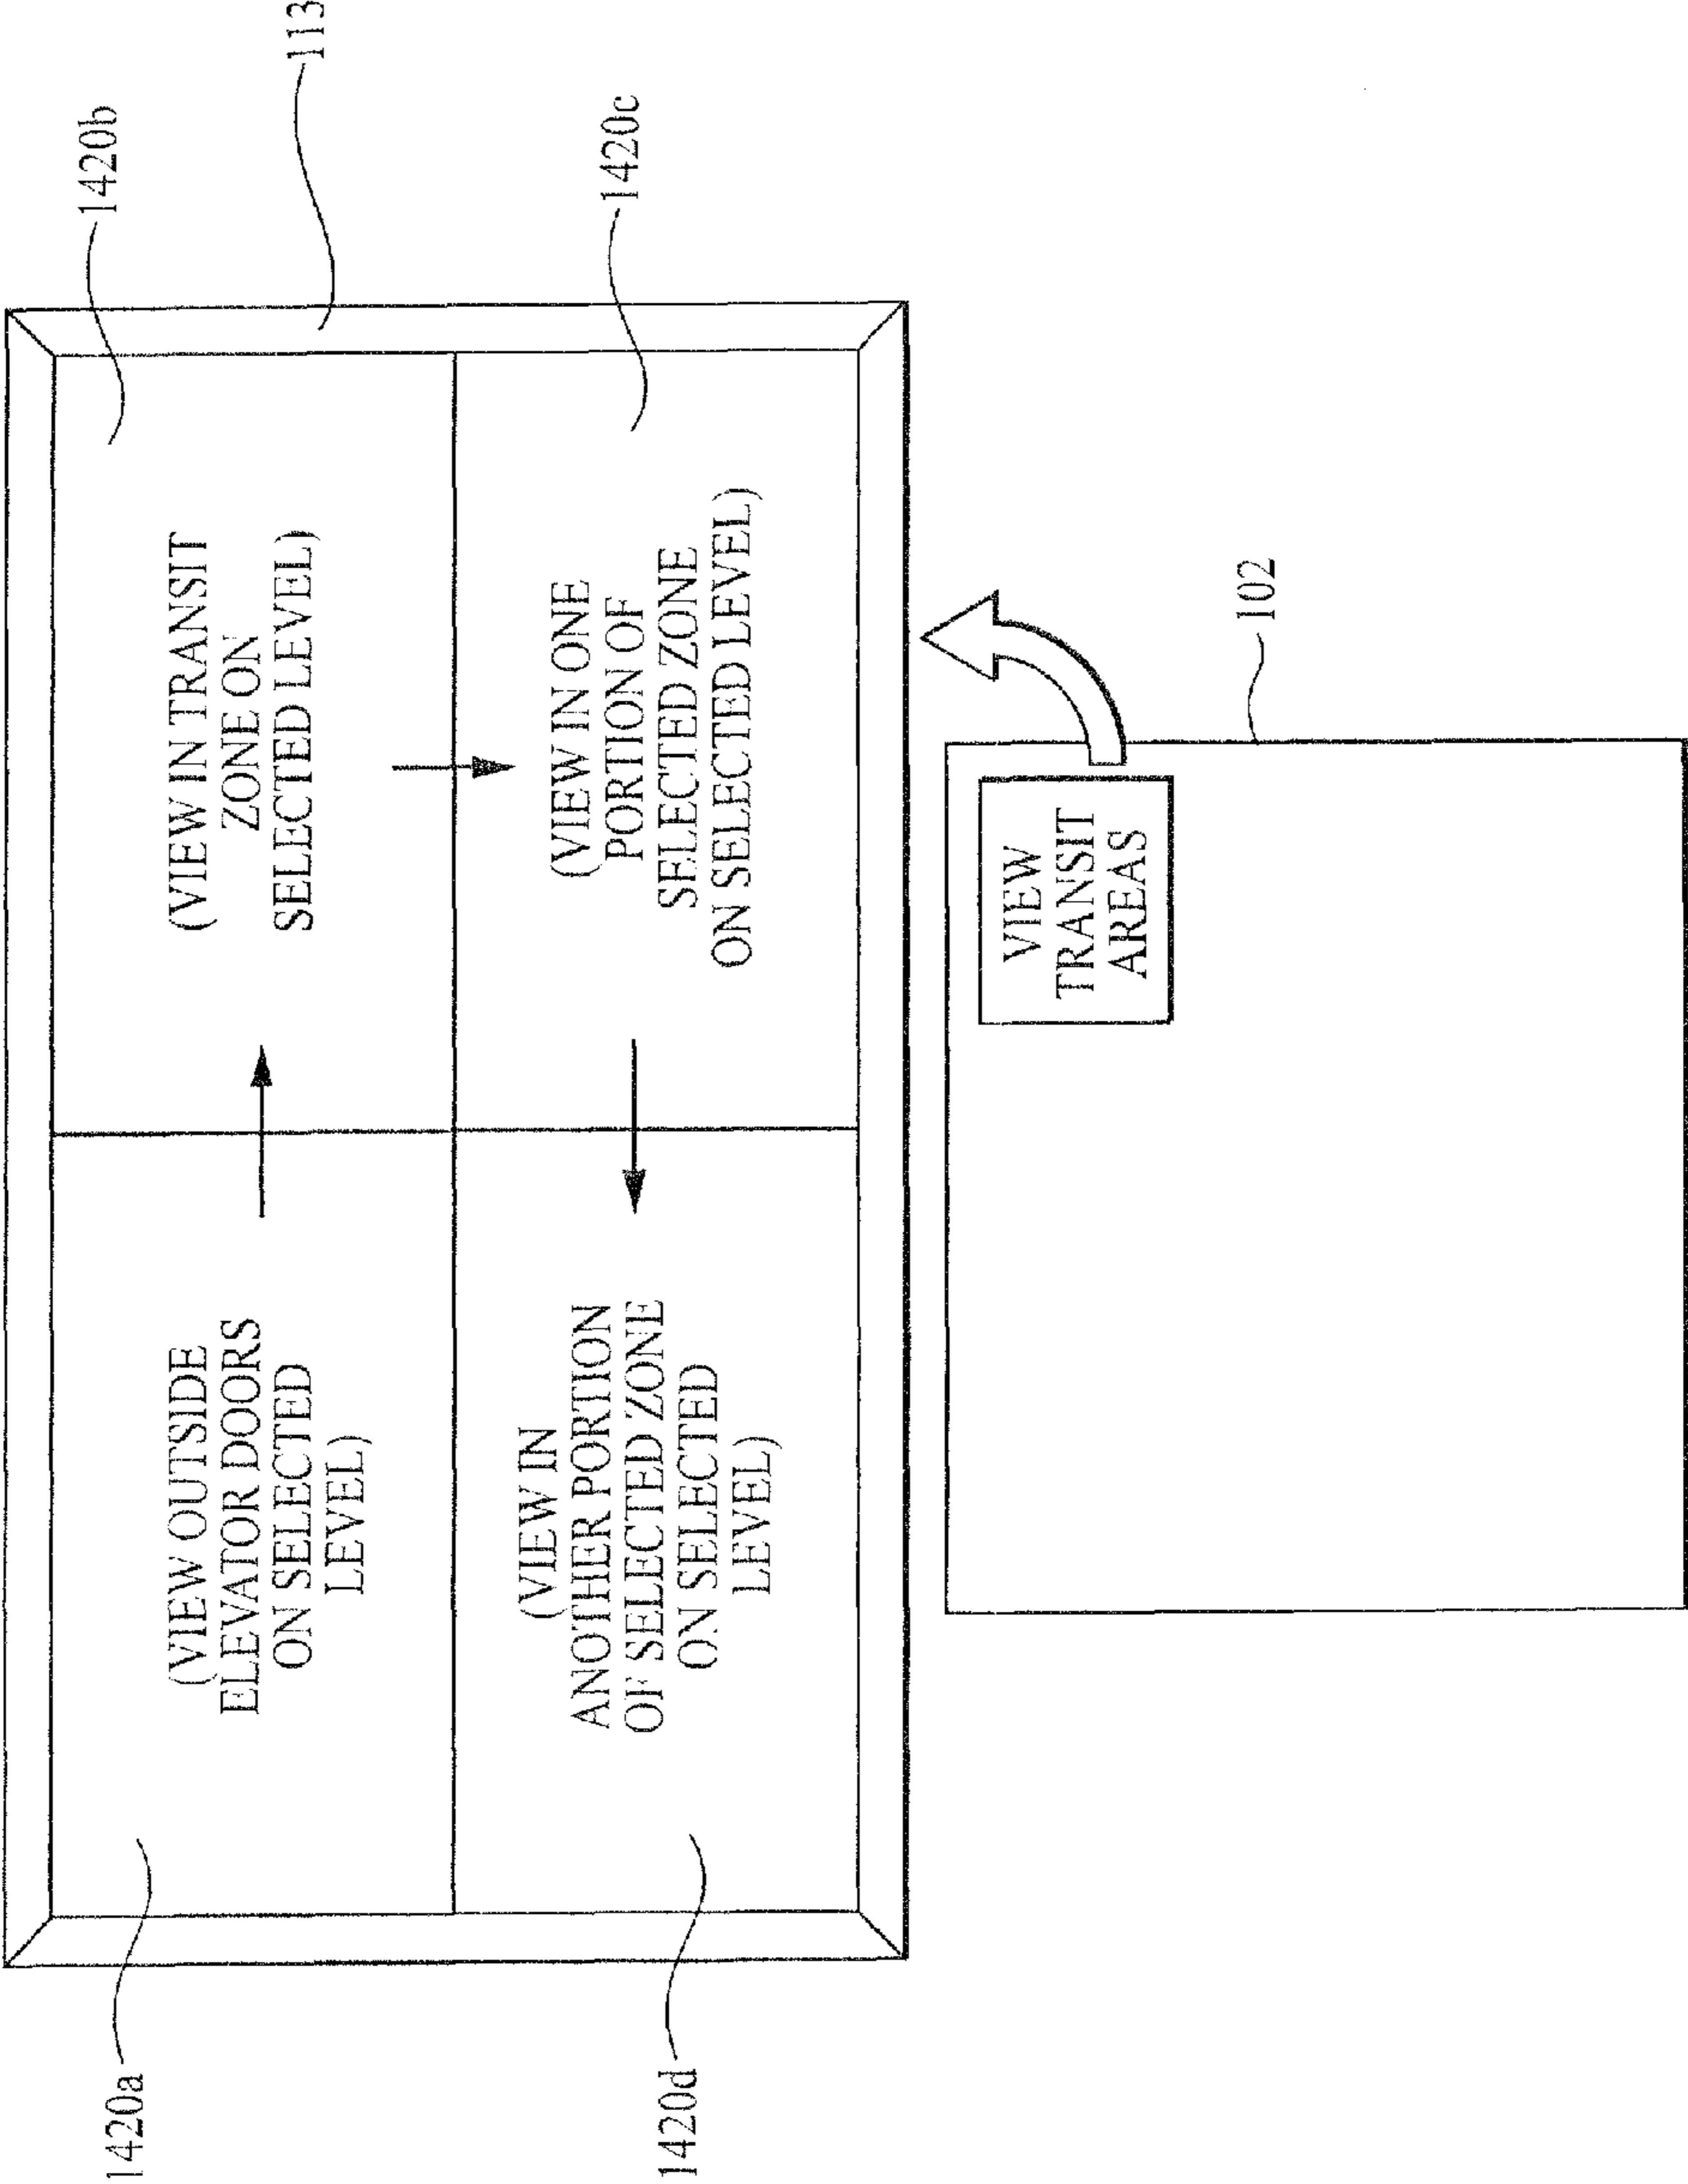 1420a
(VIEW OUTSIDE
ELEVATOR DOORS
ON SELECTED
LEVEL)
1420b
(VIEW IN TRANSIT
ZONE ON
SELECTED LEVEL)
113
1420d
(VIEW IN
ANOTHER PORTION
OF SELECTED ZONE
ON SELECTED
LEVEL)
1420c
(VIEW IN ONE
PORTION OF
SELECTED ZONE
ON SELECTED LEVEL)
VIEW
TRANSIT
AREAS
102